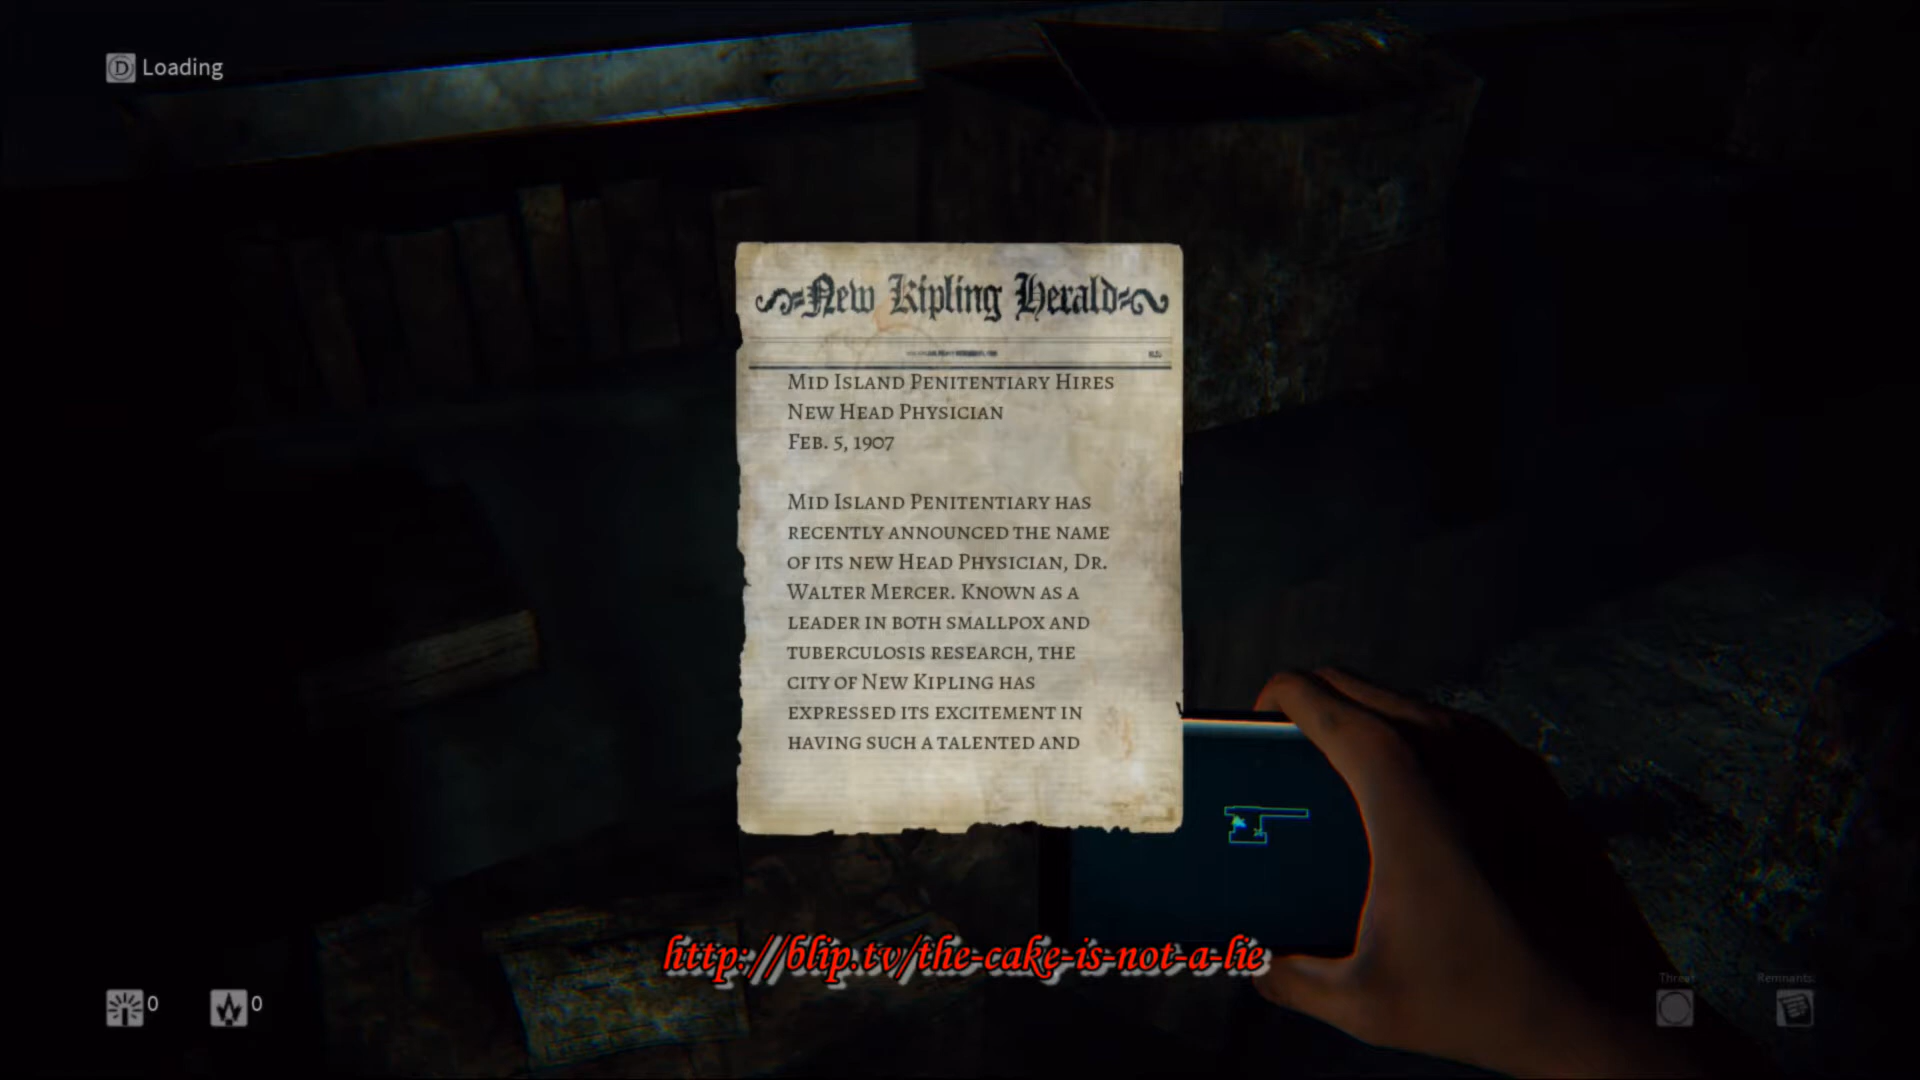 D Loading
New Kipling Herald
Mid Island Penitentiary Hires
New Head Physician
Feb. 5, 1907
Mid Island Penitentiary has
recently announced the name
of its new Head Physician, Dr.
Walter Mercer. Known as a
leader in both smallpox and
tuberculosis research, the
city of New Kipling has
expressed its excitement in
having such a talented and
http://blip.tv/the-cake-is-not-a-lie
Threat
Remnants:
0
0